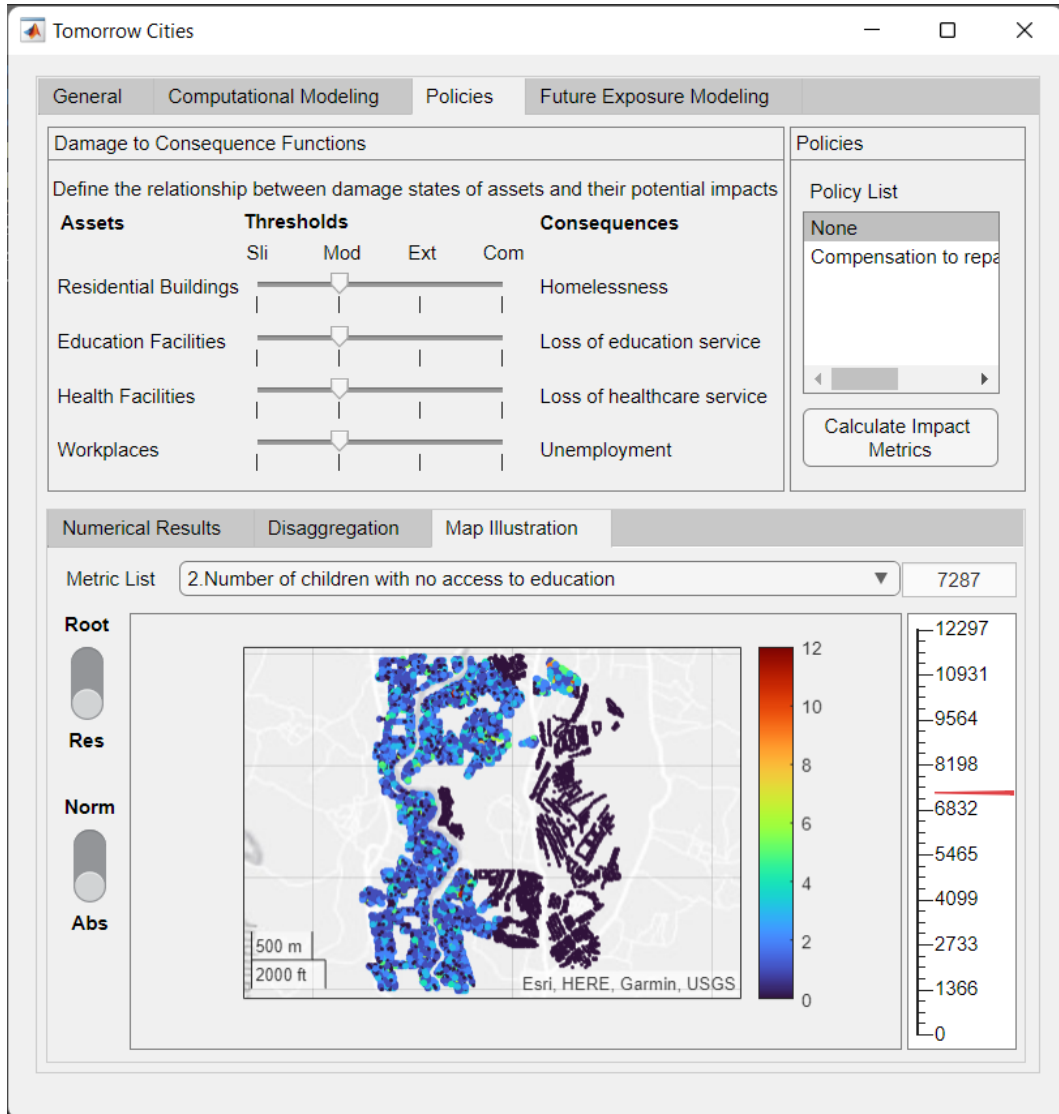 Tomorrow Cities
General Computational Modeling Policies Future Exposure Modeling
Damage to Consequence Functions
Define the relationship between damage states of assets and their potential impacts
Assets Thresholds Consequences
Sli Mod Ext Com
Residential Buildings Homelessness
Education Facilities Loss of education service
Health Facilities Loss of healthcare service
Workplaces Unemployment
Policies
Policy List
None
Compensation to repa
Calculate Impact
Metrics
Numerical Results Disaggregation Map Illustration
Metric List 2.Number of children with no access to education 7287
Root
Res
Norm
Abs
500 m
2000 ft
Esri, HERE, Garmin, USGS
12
10
8
6
4
2
0
12297
10931
9564
8198
6832
5465
4099
2733
1366
0